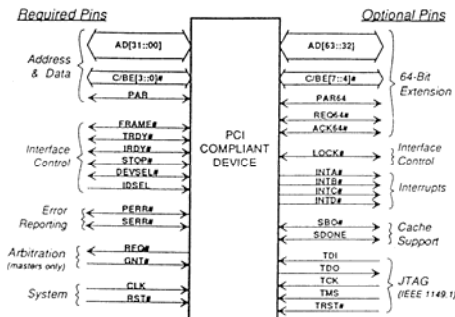 Required Pins
Optional Pins
Address
& Data
AD[31::00]
C/BE[3::0]#
PAR
Interface
Control
FRAME#
TRDY#
IRDY#
STOP#
DEVSEL#
IDSEL
Error
Reporting
PERR#
SERR#
Arbitration
(masters only)
REQ#
GNT#
System
CLK
RST#
PCI
COMPLIANT
DEVICE
AD[63::32]
C/BE[7::4]#
PAR64
REQ64#
ACK64#
64-Bit
Extension
LOCK#
Interface
Control
INTA#
INTB#
INTC#
INTD#
Interrupts
SBO#
SDONE
Cache
Support
TDI
TDO
TCK
TMS
TRST#
JTAG
(IEEE 1149.1)